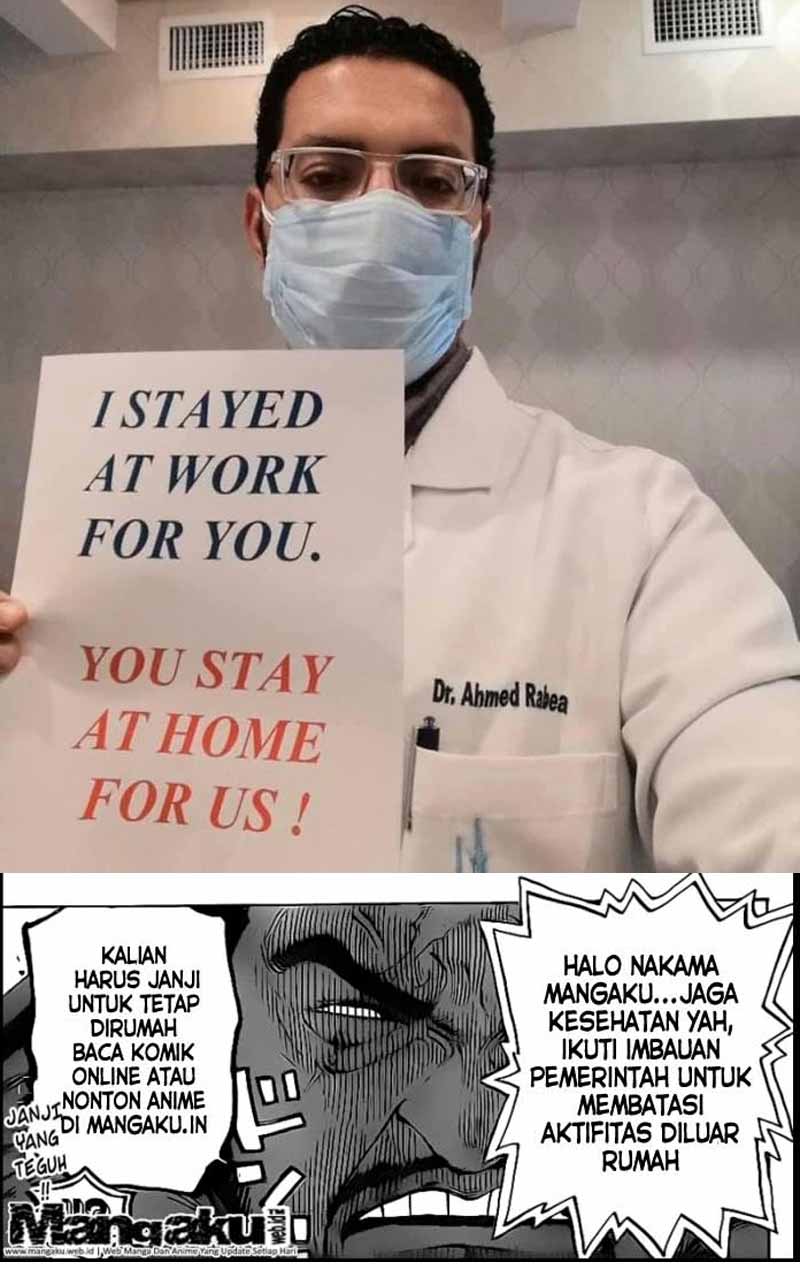 I STAYED
AT WORK
FOR YOU.
YOU STAY
AT HOME
FOR US !
Dr. Ahmed Rabea
HALO NAKAMA
MANGAKU...JAGA
KESEHATAN YAH,
IKUTI IMBAUAN
PEMERINTAH UNTUK
MEMBATASI
AKTIFITAS DILUAR
RUMAH
KALIAN
HARUS JANJI
UNTUK TETAP
DIRUMAH
BACA KOMIK
ONLINE ATAU
NONTON ANIME
DI MANGAKU.IN
JANJI
YANG
TEGUH
!!
Mangaku
web.id
www.mangaku.web.id | Web Manga Dan Anime Yang Update Setiap Hari